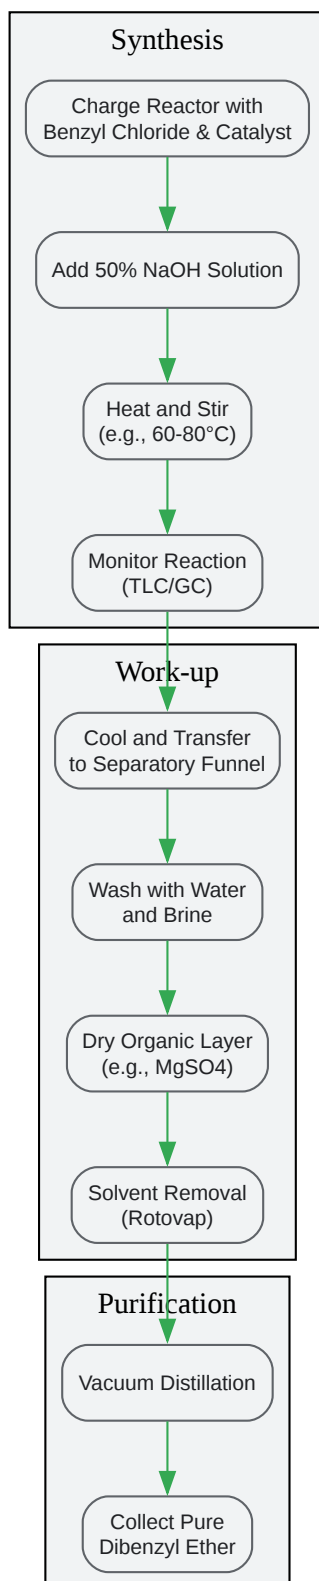 Synthesis
Charge Reactor with
Benzyl Chloride & Catalyst
Add 50% NaOH Solution
Heat and Stir
(e.g., 60-80°C)
Monitor Reaction
(TLC/GC)
Work-up
Cool and Transfer
to Separatory Funnel
Wash with Water
and Brine
Dry Organic Layer
(e.g., MgSO4)
Solvent Removal
(Rotovap)
Purification
Vacuum Distillation
Collect Pure
Dibenzyl Ether